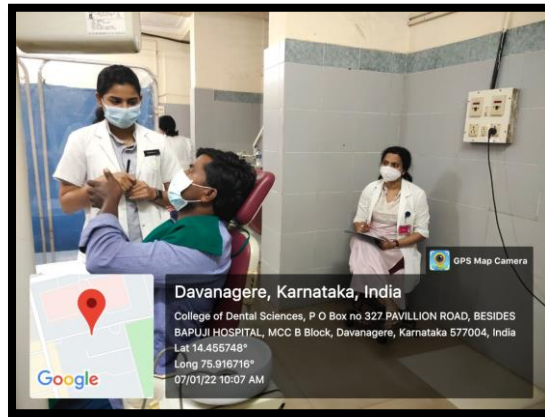 GPS Map Camera
Davanagere, Karnataka, India
College of Dental Sciences, P O Box no 327 PAVILLION ROAD, BESIDES
BAPUJI HOSPITAL, MCC B Block, Davanagere, Karnataka 577004, India
Lat 14.455748°
Long 75.916716°
07/01/22 10:07 AM
Google